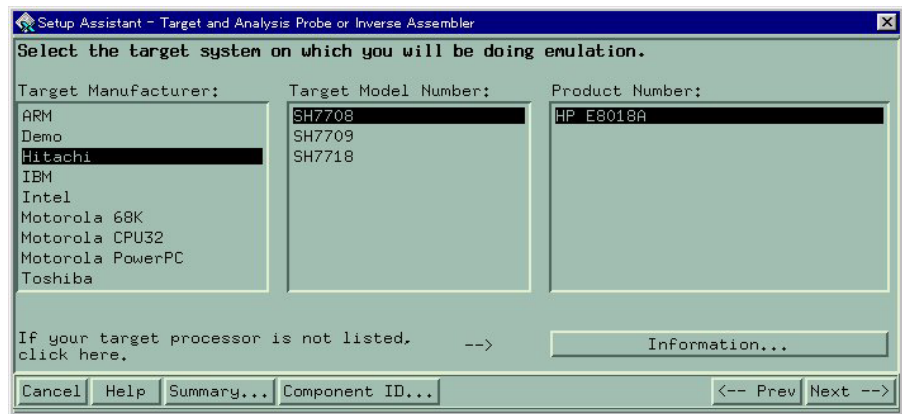 Setup Assistant - Target and Analysis Probe or Inverse Assembler
Select the target system on which you will be doing emulation.
Target Manufacturer:
ARM
Demo
Hitachi
IBM
Intel
Motorola 68K
Motorola CPU32
Motorola PowerPC
Toshiba
Target Model Number:
SH7708
SH7709
SH7718
Product Number:
HP E8018A
If your target processor is not listed,
click here.
-->
Information...
Cancel
Help
Summary...
Component ID...
<-- Prev
Next -->